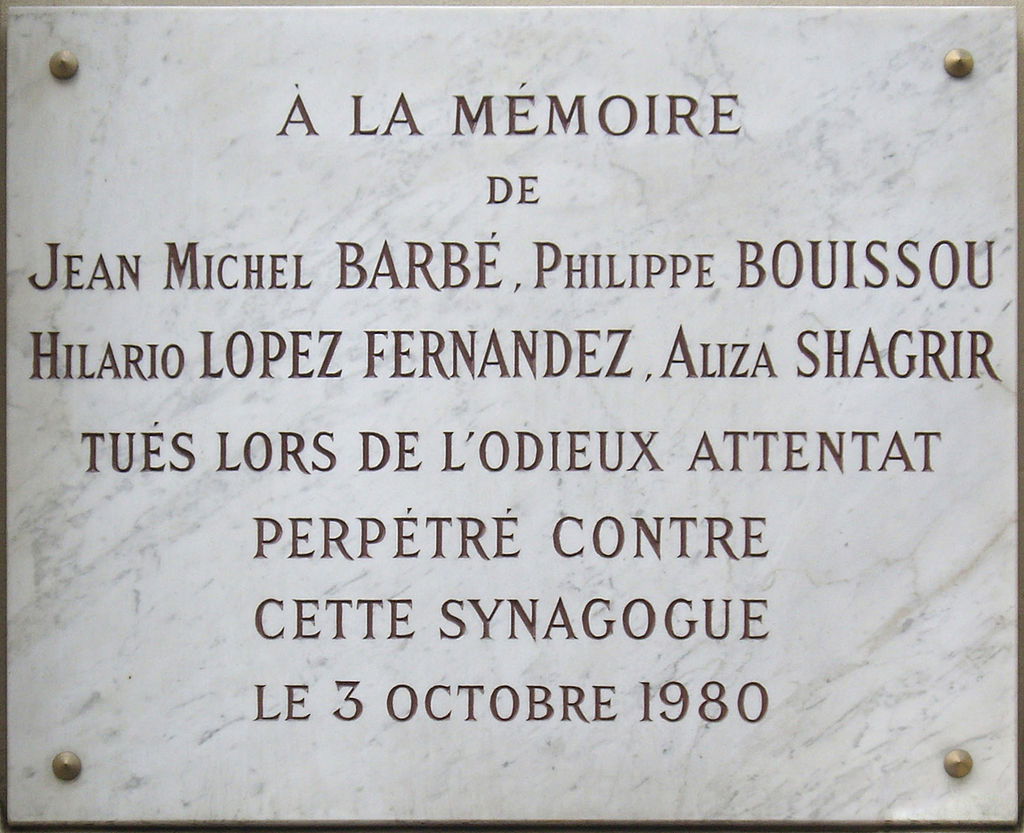 À LA MÉMOIRE
DE
JEAN MICHEL BARBÉ, PHILIPPE BOUISSOU
HILARIO LOPEZ FERNANDEZ, ALIZA SHAGRIR
TUÉS LORS DE L'ODIEUX ATTENTAT
PERPÉTRÉ CONTRE
CETTE SYNAGOGUE
LE 3 OCTOBRE 1980